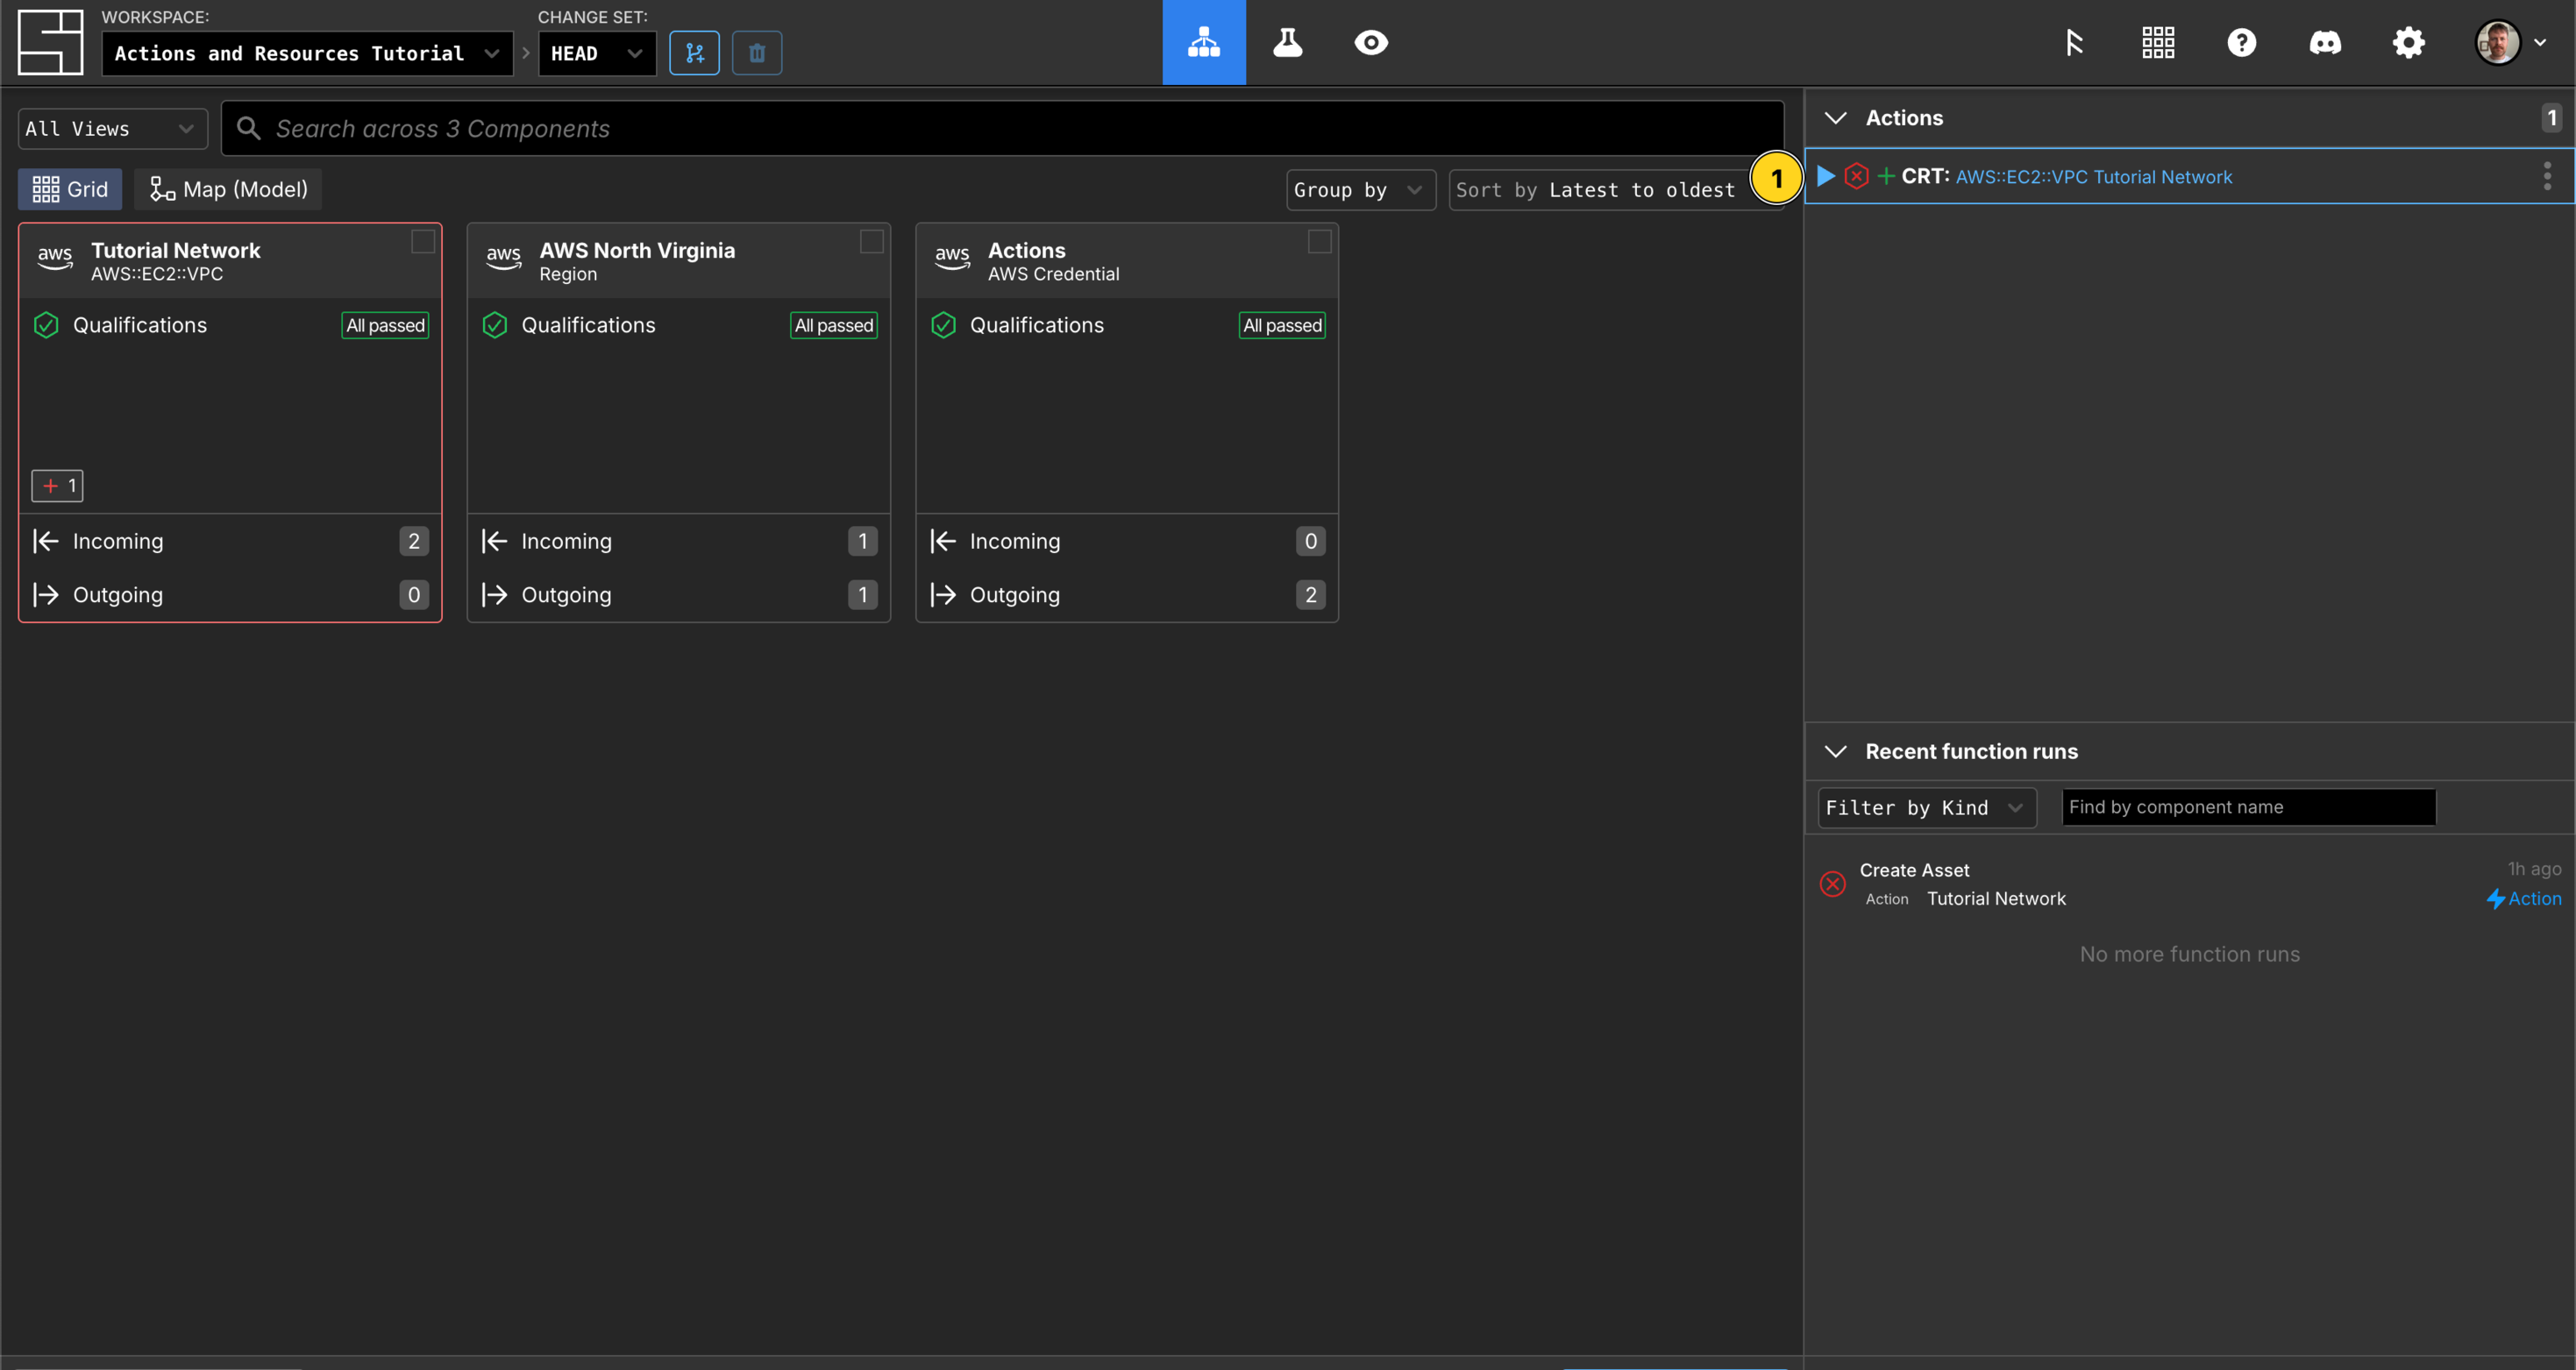 WORKSPACE:
Actions and Resources Tutorial
CHANGE SET:
HEAD
All Views
Search across 3 Components
Grid
Map (Model)
Group by
Sort by Latest to oldest
1
Tutorial Network
AWS::EC2::VPC
aws
Qualifications
All passed
+ 1
Incoming
2
Outgoing
0
AWS North Virginia
Region
aws
Qualifications
All passed
Incoming
1
Outgoing
1
Actions
AWS Credential
aws
Qualifications
All passed
Incoming
0
Outgoing
2
Actions
1
CRT: AWS::EC2::VPC Tutorial Network
Recent function runs
Filter by Kind
Find by component name
Create Asset
1h ago
Action Tutorial Network
Action
No more function runs